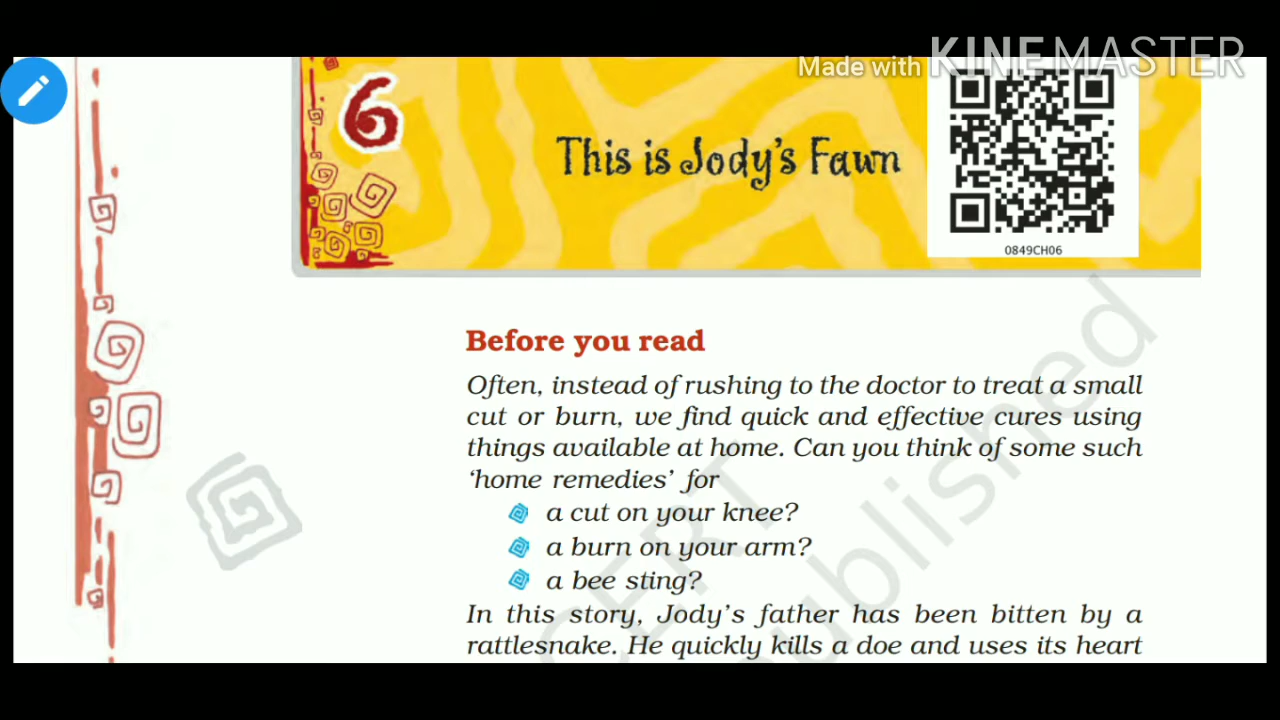 Made with KINEMASTER
6
This is Jody's Fawn
0849CH06
Before you read
Often, instead of rushing to the doctor to treat a small
cut or burn, we find quick and effective cures using
things available at home. Can you think of some such
‘home remedies’ for
a cut on your knee?
a burn on your arm?
a bee sting?
In this story, Jody’s father has been bitten by a
rattlesnake. He quickly kills a doe and uses its heart
CERT
published